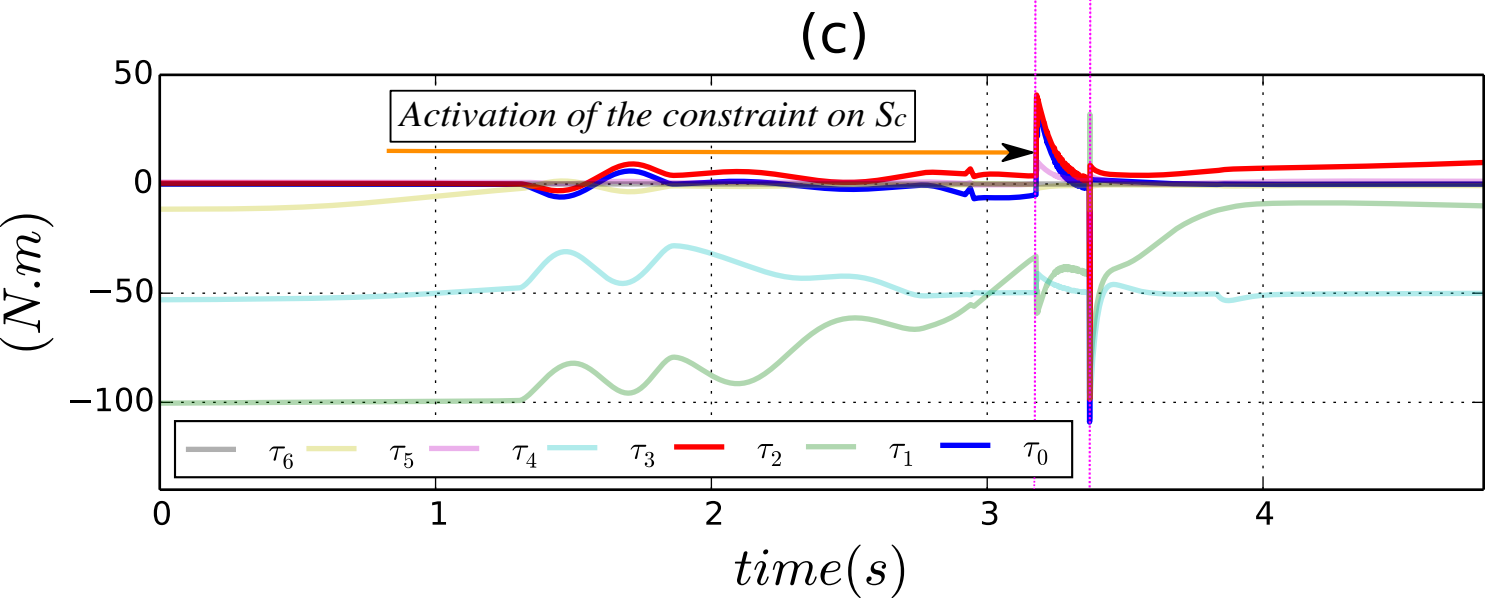 (c)
50
Activation of the constraint on Sc
0
−50
−100
(N.m)
τ6 τ5 τ4 τ3 τ2 τ1 τ0
0 1 2 3 4
time(s)